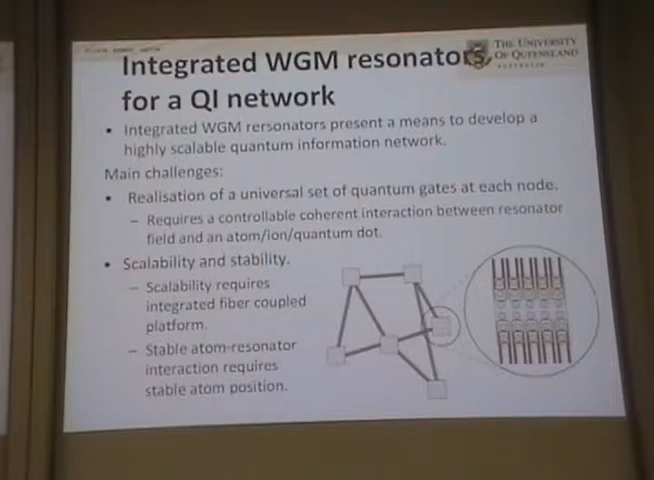 Integrated WGM resonators
for a QI network
THE UNIVERSITY
OF QUEENSLAND
AUSTRALIA
• Integrated WGM rersonators present a means to develop a
highly scalable quantum information network.
Main challenges:
• Realisation of a universal set of quantum gates at each node.
– Requires a controllable coherent interaction between resonator
field and an atom/ion/quantum dot.
• Scalability and stability.
– Scalability requires
integrated fiber coupled
platform.
– Stable atom-resonator
interaction requires
stable atom position.